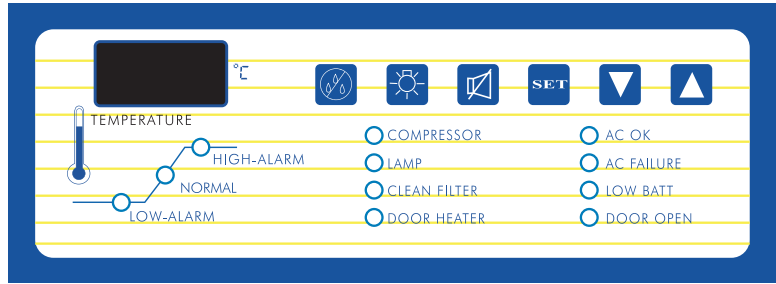 °C
SET
TEMPERATURE
HIGH-ALARM
NORMAL
LOW-ALARM
COMPRESSOR
LAMP
CLEAN FILTER
DOOR HEATER
AC OK
AC FAILURE
LOW BATT
DOOR OPEN